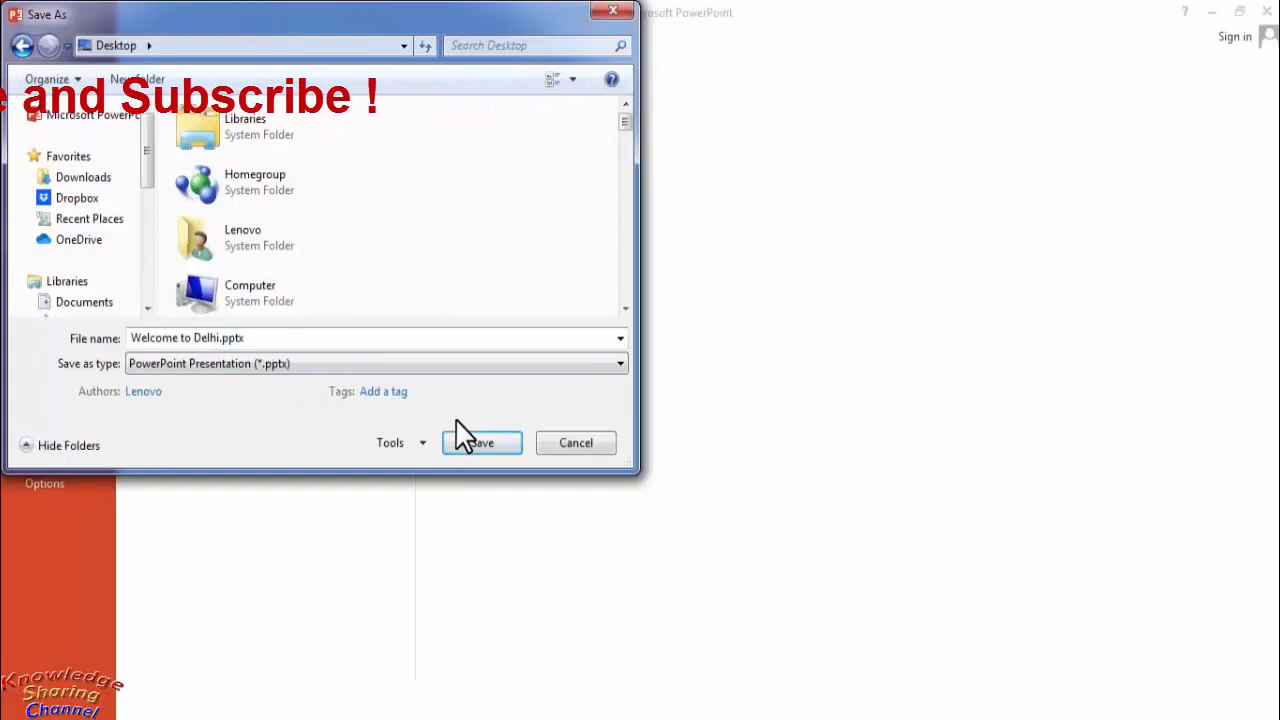 Save As
rosoft PowerPoint
Sign in
Desktop
Search Desktop
Organize
New folder
e and Subscribe !
Microsoft PowerPo
Favorites
Downloads
Dropbox
Recent Places
OneDrive
Libraries
Documents
Libraries
System Folder
Homegroup
System Folder
Lenovo
System Folder
Computer
System Folder
File name: Welcome to Delhi.pptx
Save as type: PowerPoint Presentation (*.pptx)
Authors: Lenovo
Tags: Add a tag
Hide Folders
Tools
Save
Cancel
Options
Knowledge
Sharing
Channel